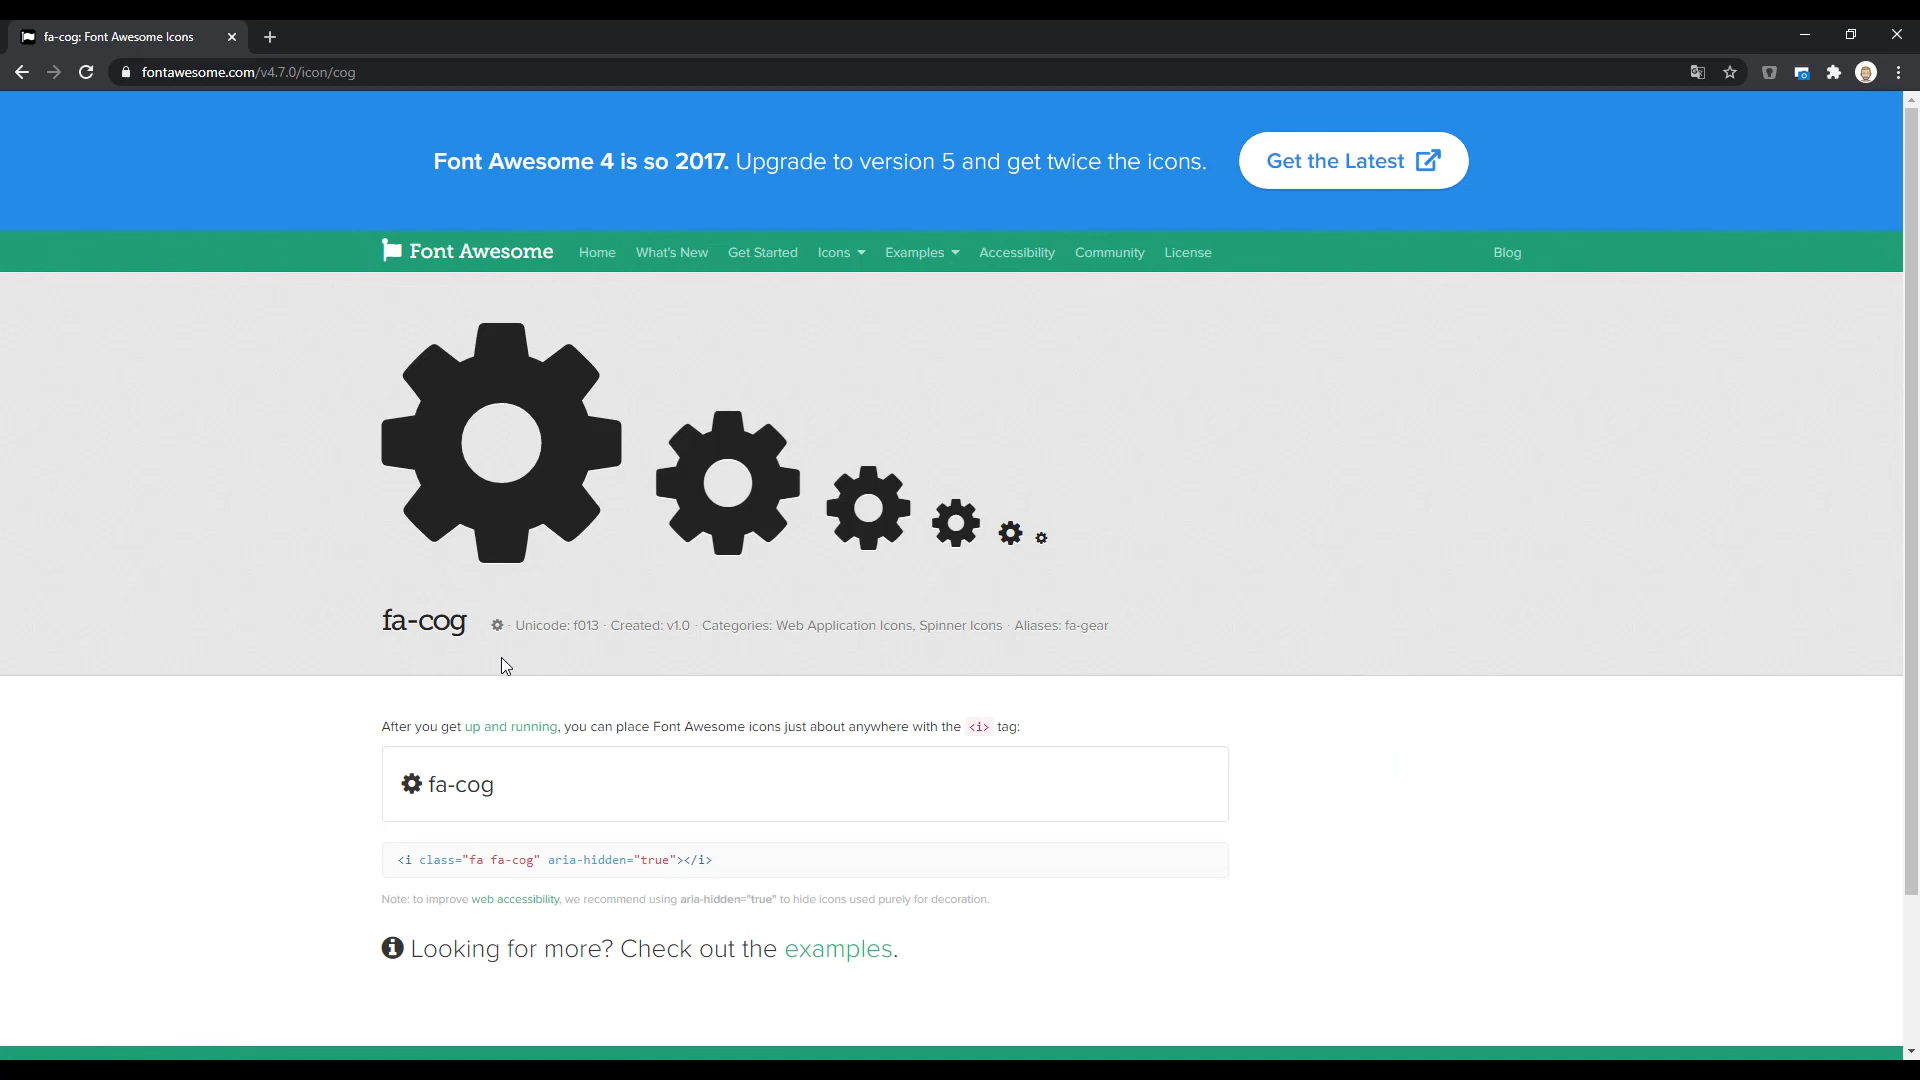 fa-cog: Font Awesome Icons
fontawesome.com/v4.7.0/icon/cog
Font Awesome 4 is so 2017. Upgrade to version 5 and get twice the icons. Get the Latest
Font Awesome Home What's New Get Started Icons Examples Accessibility Community License Blog
fa-cog · Unicode: f013 · Created: v1.0 · Categories: Web Application Icons, Spinner Icons · Aliases: fa-gear
After you get up and running, you can place Font Awesome icons just about anywhere with the <i> tag:
fa-cog
<i class="fa fa-cog" aria-hidden="true"></i>
Note: to improve web accessibility, we recommend using aria-hidden="true" to hide icons used purely for decoration.
Looking for more? Check out the examples.